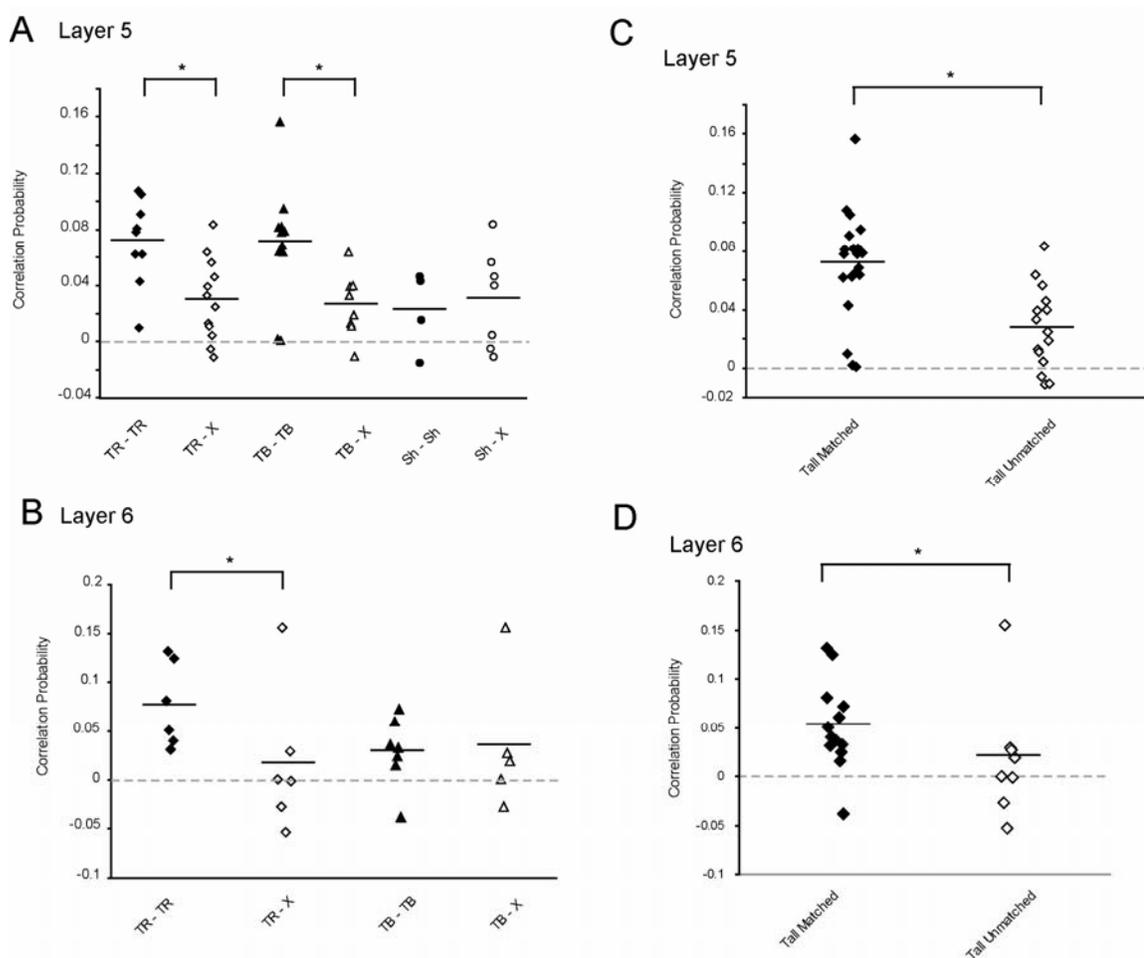 A Layer 5
* *
0.16
0.12
0.08
0.04
0
-0.04
Correlation Probability
TR - TR
TR - X
TB - TB
TB - X
Sh - Sh
Sh - X
B Layer 6
*
0.2
0.15
0.1
0.05
0
-0.05
-0.1
Correlation Probability
TR - TR
TR - X
TB - TB
TB - X
C
Layer 5
*
0.16
0.12
0.08
0.04
0
-0.02
Correlation Probability
Tall Matched
Tall Unmatched
D
Layer 6
*
0.2
0.15
0.1
0.05
0
-0.05
-0.1
Correlation Probability
Tall Matched
Tall Unmatched